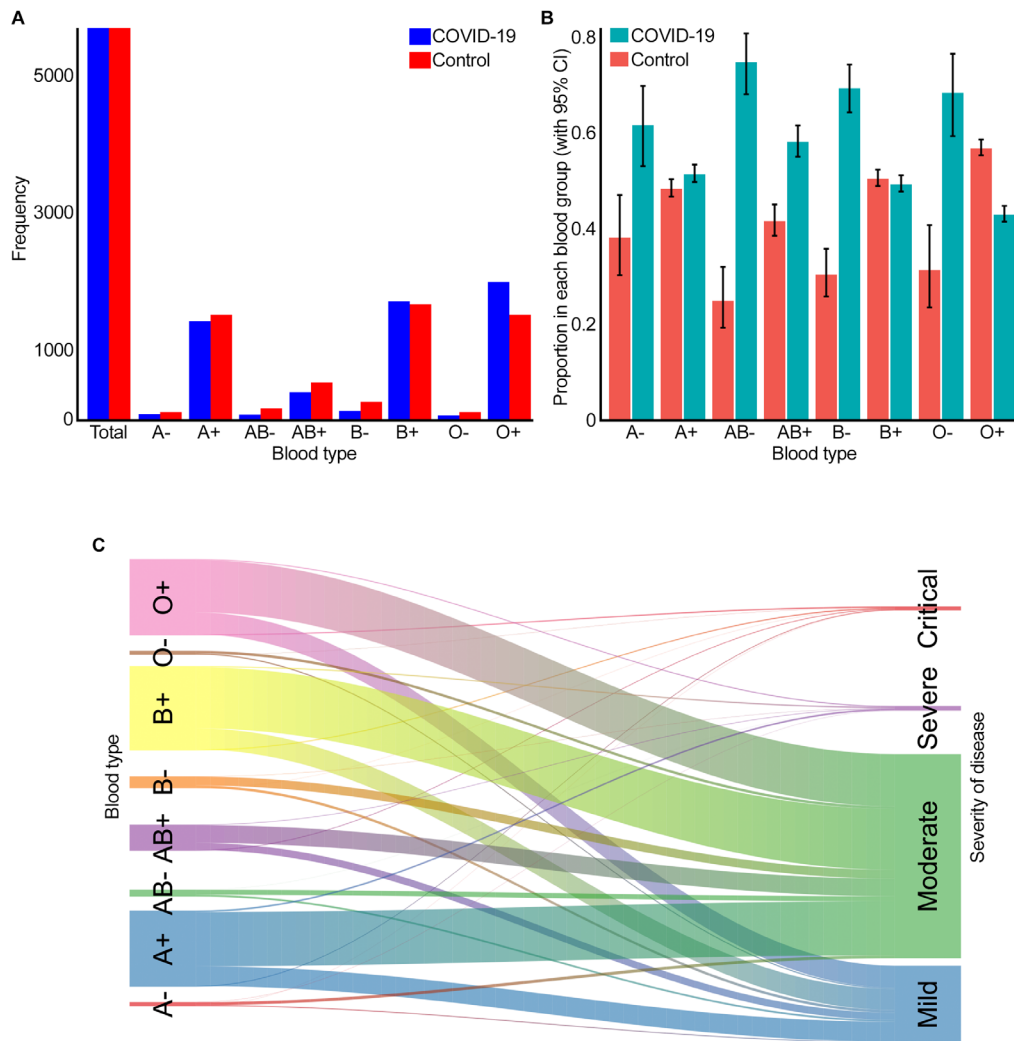 A
COVID-19
Control
5000
3000
1000
0
Frequency
Total A- A+ AB- AB+ B- B+ O- O+
Blood type
B
COVID-19
Control
0.8
0.6
0.4
0.2
0
Proportion in each blood group (with 95% CI)
A- A+ AB- AB+ B- B+ O- O+
Blood type
C
Blood type
O+
O-
B+
B-
AB+
AB-
A+
A-
Critical
Severe
Moderate
Mild
Severity of disease